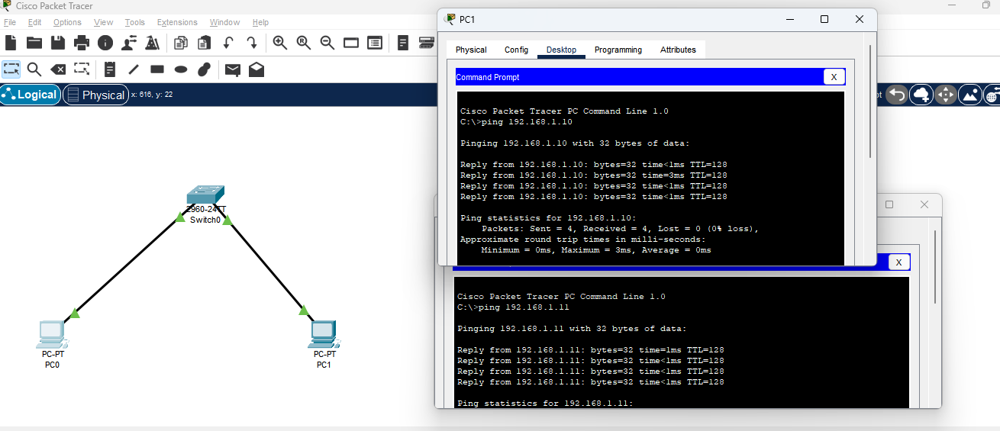 Cisco Packet Tracer
File Edit Options View Tools Extensions Window Help
Logical Physical x: 616, y: 22
2960-24TT
Switch0
PC-PT
PC0
PC-PT
PC1
PC1
Physical Config Desktop Programming Attributes
Command Prompt X
Cisco Packet Tracer PC Command Line 1.0
C:\>ping 192.168.1.10
Pinging 192.168.1.10 with 32 bytes of data:
Reply from 192.168.1.10: bytes=32 time<1ms TTL=128
Reply from 192.168.1.10: bytes=32 time=3ms TTL=128
Reply from 192.168.1.10: bytes=32 time<1ms TTL=128
Reply from 192.168.1.10: bytes=32 time<1ms TTL=128
Ping statistics for 192.168.1.10:
Packets: Sent = 4, Received = 4, Lost = 0 (0% loss),
Approximate round trip times in milli-seconds:
Minimum = 0ms, Maximum = 3ms, Average = 0ms
X
Cisco Packet Tracer PC Command Line 1.0
C:\>ping 192.168.1.11
Pinging 192.168.1.11 with 32 bytes of data:
Reply from 192.168.1.11: bytes=32 time=1ms TTL=128
Reply from 192.168.1.11: bytes=32 time<1ms TTL=128
Reply from 192.168.1.11: bytes=32 time<1ms TTL=128
Reply from 192.168.1.11: bytes=32 time<1ms TTL=128
Ping statistics for 192.168.1.11: